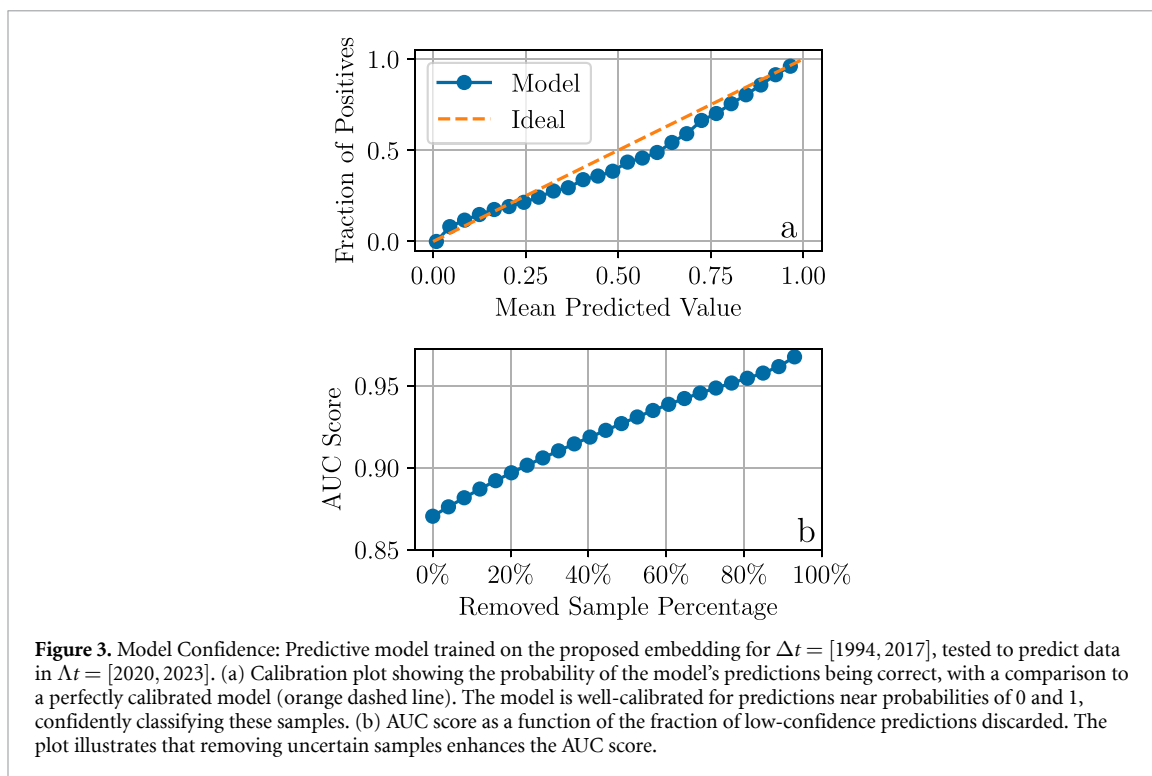 Fraction of Positives
1.0
0.5
0.0
Model
Ideal
a
0.00 0.25 0.50 0.75 1.00
Mean Predicted Value
AUC Score
0.95
0.90
0.85
b
0% 20% 40% 60% 80% 100%
Removed Sample Percentage
Figure 3. Model Confidence: Predictive model trained on the proposed embedding for Δt = [1994, 2017], tested to predict data
in Λt = [2020, 2023]. (a) Calibration plot showing the probability of the model’s predictions being correct, with a comparison to
a perfectly calibrated model (orange dashed line). The model is well-calibrated for predictions near probabilities of 0 and 1,
confidently classifying these samples. (b) AUC score as a function of the fraction of low-confidence predictions discarded. The
plot illustrates that removing uncertain samples enhances the AUC score.